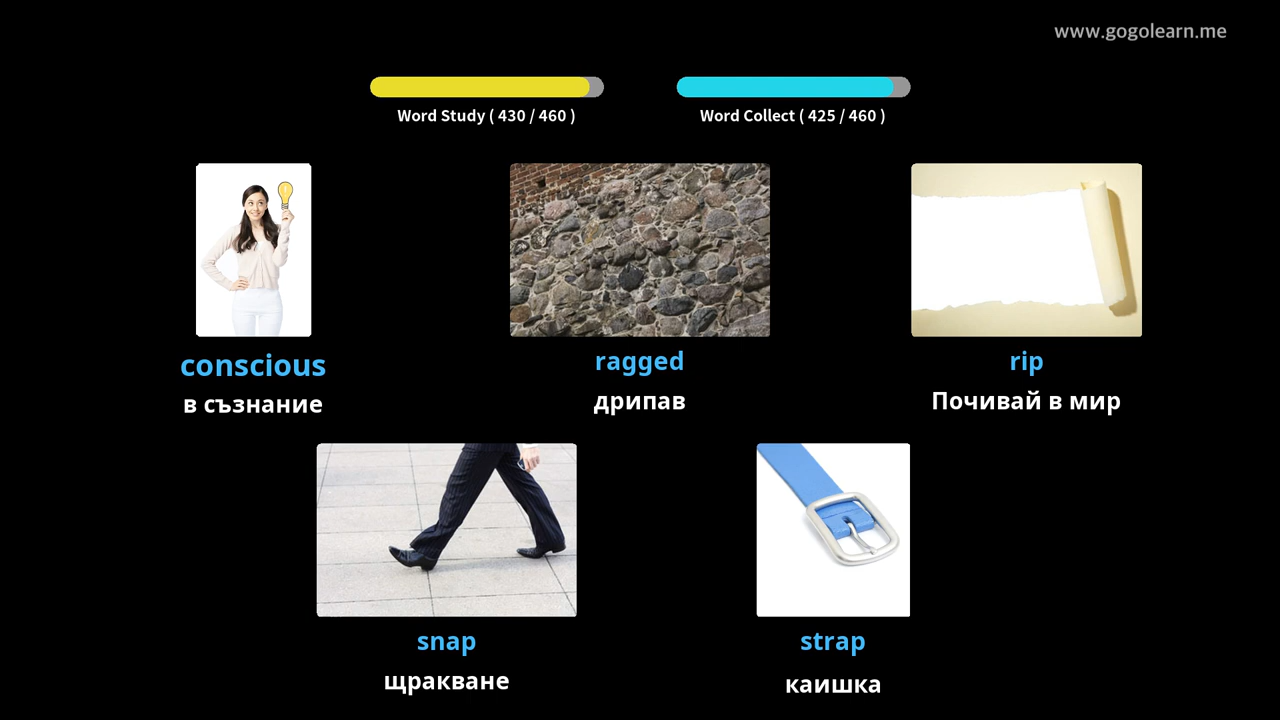 www.gogolearn.me
Word Study ( 430 / 460 )
Word Collect ( 425 / 460 )
conscious
в съзнание
ragged
дрипав
rip
Почивай в мир
snap
щракване
strap
каишка